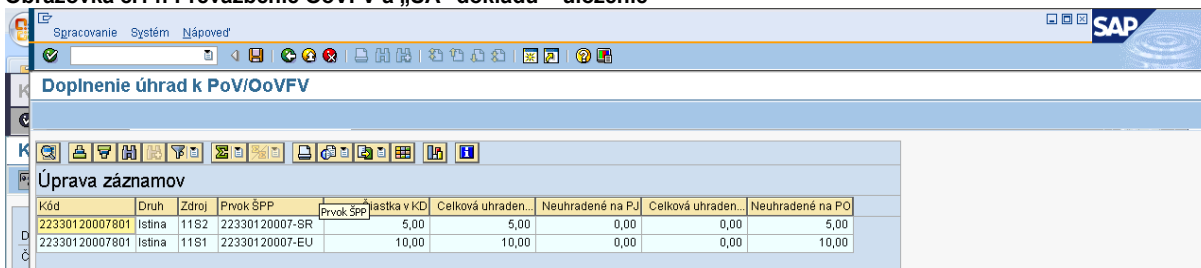 Spracovanie Systém Nápoveď
SAP
Doplnenie úhrad k PoV/OoVFV
Úprava záznamov
Kód Druh Zdroj Prvok ŠPP Prvok ŠPP iastka v KD Celková uhraden... Neuhradené na PJ Celková uhraden... Neuhradené na PO
22330120007801 Istina 11S2 22330120007-SR 5,00 5,00 0,00 0,00 5,00
22330120007801 Istina 11S1 22330120007-EU 10,00 10,00 0,00 0,00 10,00